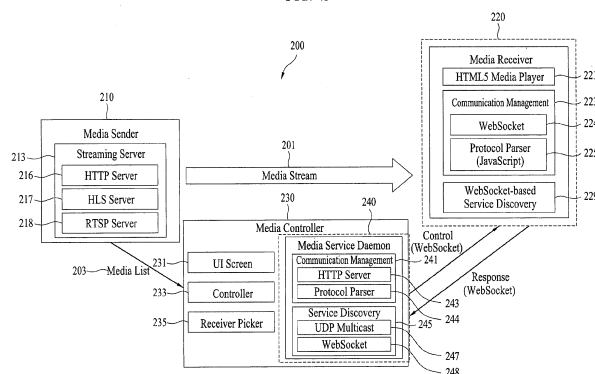 220
200
Media Receiver
HTML5 Media Player
Communication Management
WebSocket
Protocol Parser
(JavaScript)
WebSocket-based
Service Discovery
229
210
Media Sender
213
Streaming Server
216
HTTP Server
217
HLS Server
218
RTSP Server
201
Media Stream
230
Media Controller
240
203
Media List
231
UI Screen
233
Controller
235
Receiver Picker
Media Service Daemon
Communication Management
241
HTTP Server
243
Protocol Parser
244
Service Discovery
245
UDP Multicast
247
WebSocket
248
Control
(WebSocket)
Response
(WebSocket)